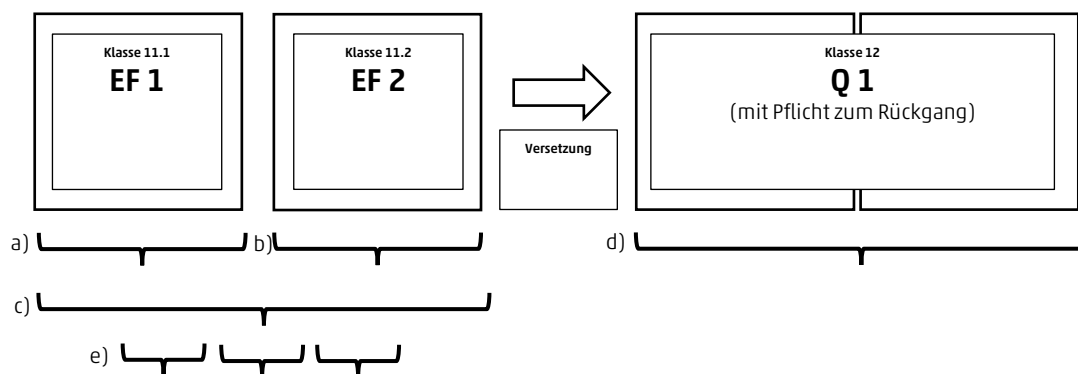 Klasse 11.1
EF 1
Klasse 11.2
EF 2
Versetzung
Klasse 12
Q 1
(mit Pflicht zum Rückgang)
a)
b)
d)
c)
e)